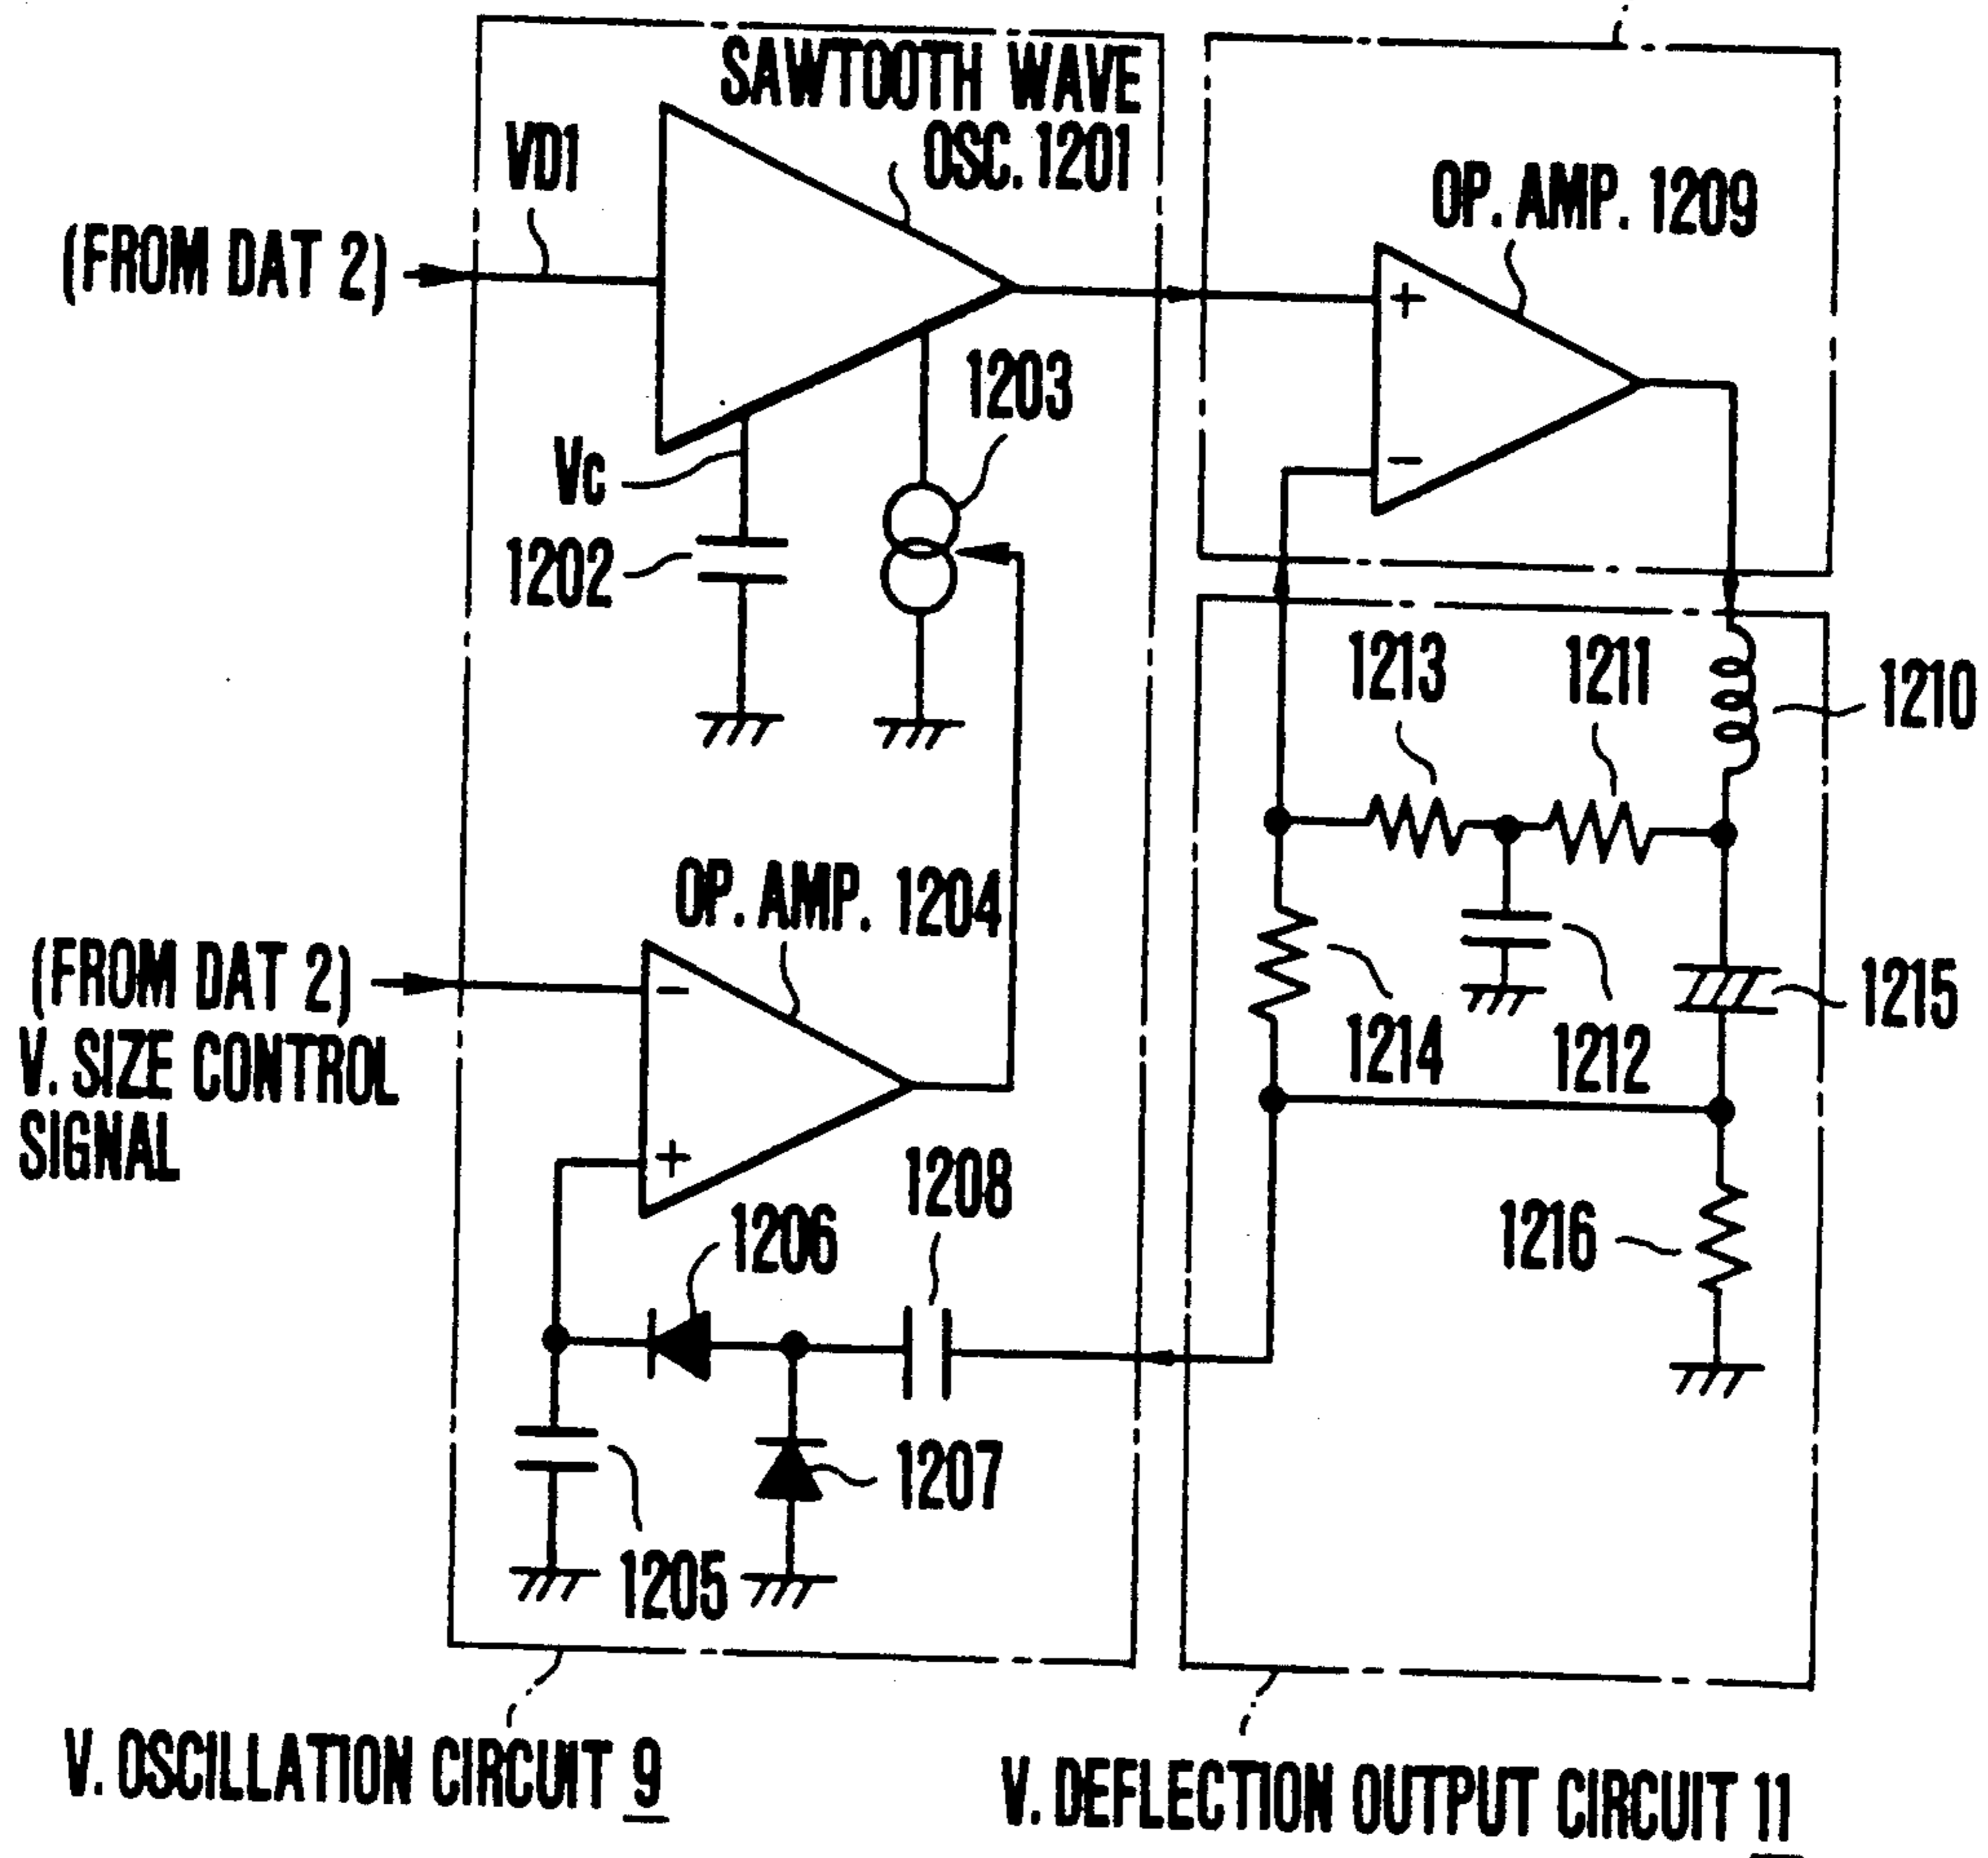 SAWTOOTH WAVE
OSC. 1201
VD1
(FROM DAT 2)
OP. AMP. 1209
+
−
1203
Vc
1202
1213
1211
1210
OP. AMP. 1204
(FROM DAT 2)
V. SIZE CONTROL
SIGNAL
−
+
1214
1212
1215
1208
1206
1216
1207
1205
V. OSCILLATION CIRCUIT 9
V. DEFLECTION OUTPUT CIRCUIT 11